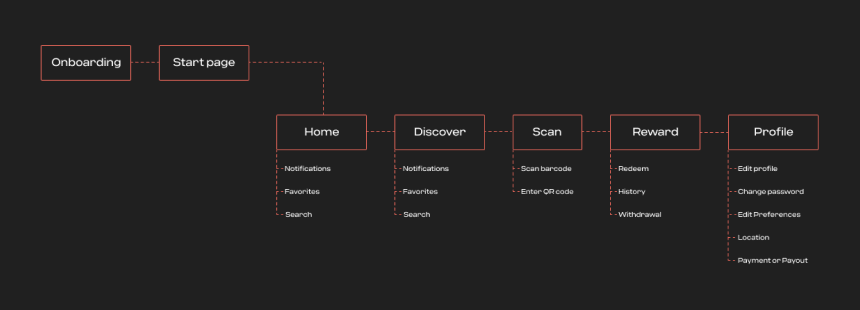 Onboarding
Start page
Home
Discover
Scan
Reward
Profile
Notifications
Favorites
Search
Notifications
Favorites
Search
Scan barcode
Enter QR code
Redeem
History
Withdrawal
Edit profile
Change password
Edit Preferences
Location
Payment or Payout